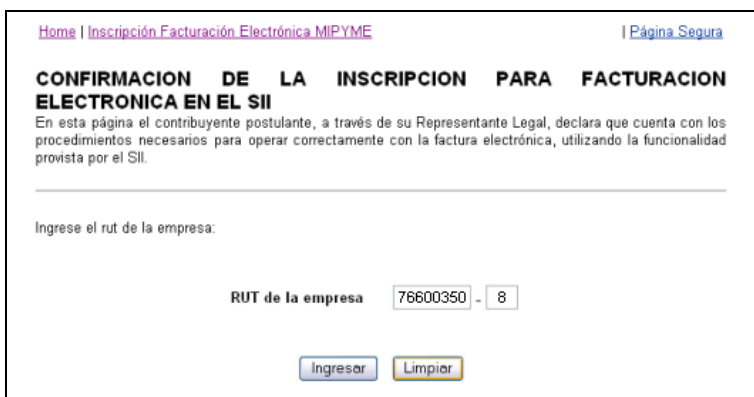 Home | Inscripción Facturación Electrónica MIPYME | Página Segura
CONFIRMACION DE LA INSCRIPCION PARA FACTURACION
ELECTRONICA EN EL SII
En esta página el contribuyente postulante, a través de su Representante Legal, declara que cuenta con los
procedimientos necesarios para operar correctamente con la factura electrónica, utilizando la funcionalidad
provista por el SII.
Ingrese el rut de la empresa:
RUT de la empresa 76600350 - 8
Ingresar Limpiar